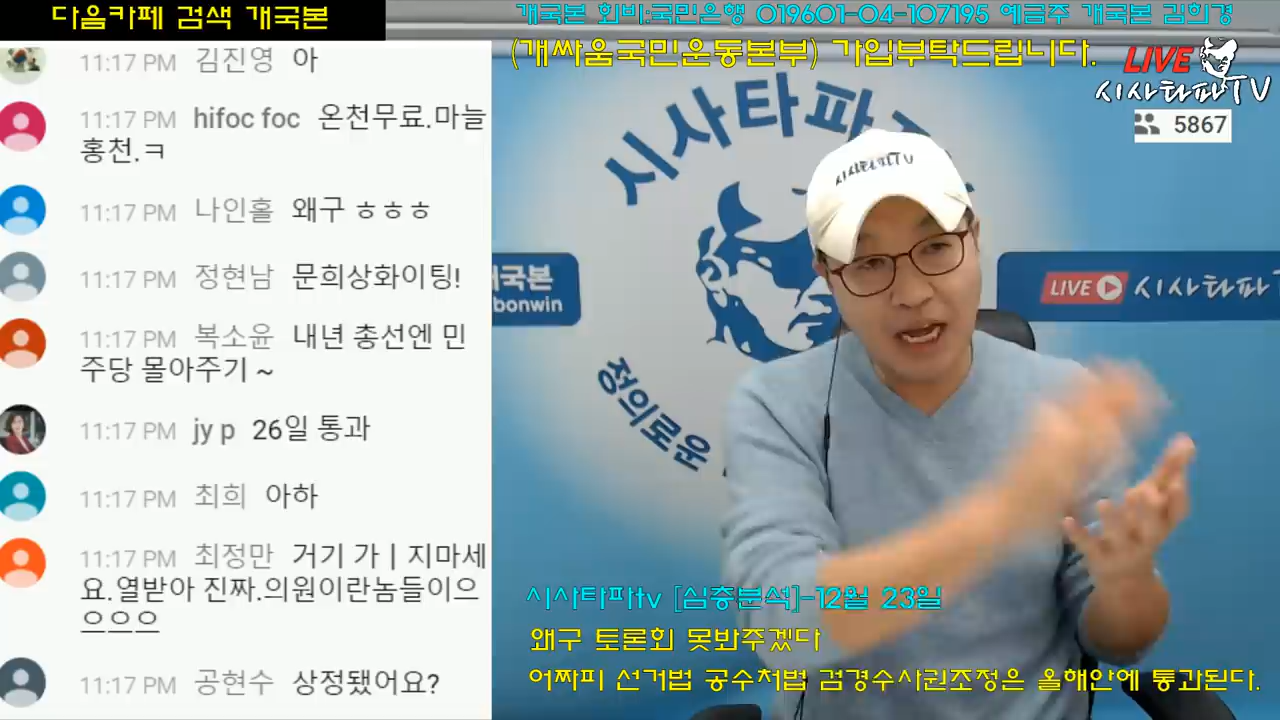 다음카페 검색 개국본
개국본 회비:국민은행 019601-04-107195 예금주 개국본 김희경
(개싸움국민운동본부) 가입부탁드립니다.
LIVE
시사타파TV
5867
11:17 PM 김진영 아
11:17 PM hifoc foc 온천무료.마늘
홍천.ㅋ
11:17 PM 나인홀 왜구 ㅎㅎㅎ
11:17 PM 정현남 문희상화이팅!
11:17 PM 복소윤 내년 총선엔 민
주당 몰아주기 ~
11:17 PM jy p 26일 통과
11:17 PM 최희 아하
11:17 PM 최정만 거기 가 | 지마세
요.열받아 진짜.의원이란놈들이으
으으으
11:17 PM 공현수 상정됐어요?
시사타파
시사타파TV
국본
bonwin
LIVE 시사타파
정의로운
시사타파tv [심층분석]-12월 23일
왜구 토론회 못봐주겠다
어짜피 선거법 공수처법 검경수사권조정은 올해안에 통과된다.